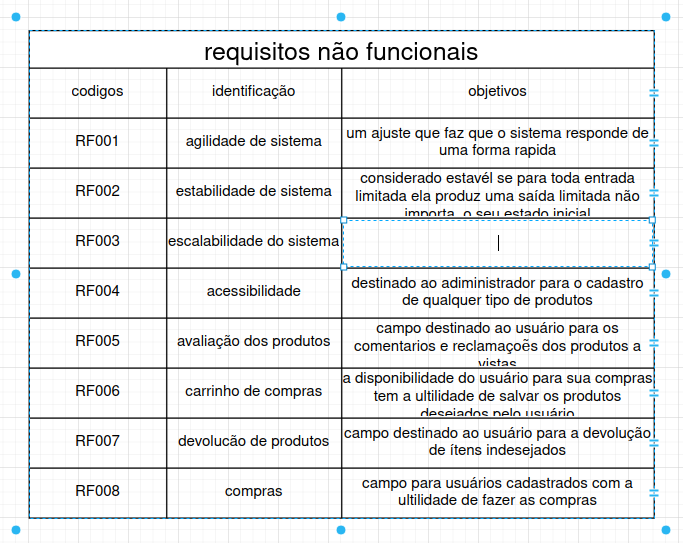 requisitos não funcionais
codigos identificação objetivos
RF001 agilidade de sistema um ajuste que faz que o sistema responde de
uma forma rapida
RF002 estabilidade de sistema considerado estavél se para toda entrada
limitada ela produz uma saída limitada não
importa o seu estado inicial
RF003 escalabilidade do sistema
RF004 acessibilidade destinado ao adiministrador para o cadastro
de qualquer tipo de produtos
RF005 avaliação dos produtos campo destinado ao usuário para os
comentarios e reclamaçoẽs dos produtos a
vistas
RF006 carrinho de compras a disponibilidade do usuário para sua compras
tem a ultilidade de salvar os produtos
desejados pelo usuário
RF007 devolucão de produtos campo destinado ao usuário para a devolução
de ítens indesejados
RF008 compras campo para usuários cadastrados com a
ultilidade de fazer as compras